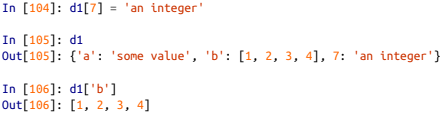 In [104]: d1[7] = 'an integer'
In [105]: d1
Out[105]: {'a': 'some value', 'b': [1, 2, 3, 4], 7: 'an integer'}
In [106]: d1['b']
Out[106]: [1, 2, 3, 4]